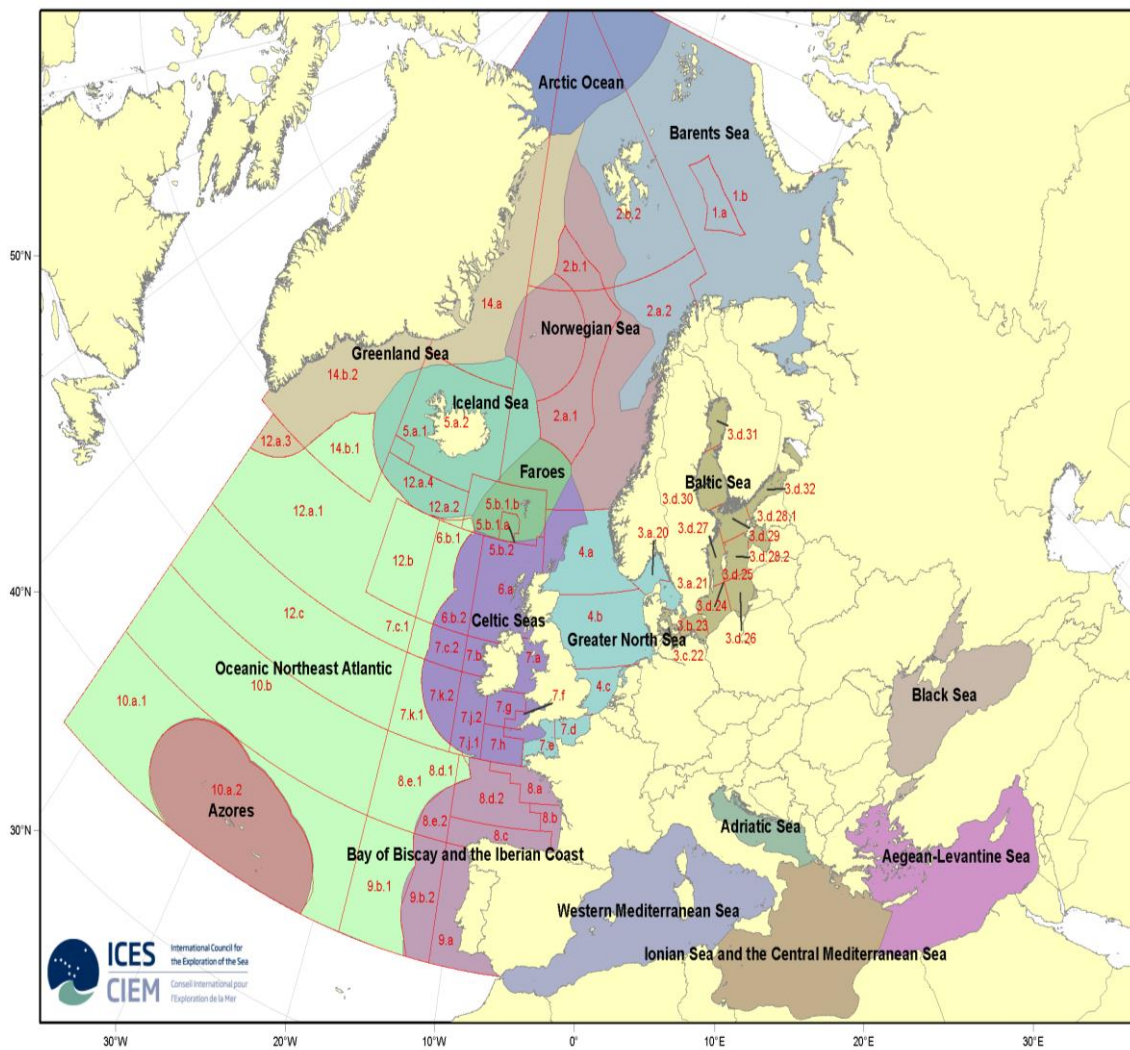 Arctic Ocean
Barents Sea
1.b
1.a
2.b.2
50°N
2.b.1
14.a
2.a.2
Norwegian Sea
Greenland Sea
14.b.2
Iceland Sea
5.a.2
5.a.1
2.a.1
12.a.3
14.b.1
3.d.31
Faroes
Baltic Sea
12.a.4
3.d.32
12.a.2
5.b.1.b
3.d.30
12.a.1
5.b.1.a
3.d.28.1
6.b.1
3.a.20
3.d.27
3.d.29
5.b.2
4.a
3.d.28.2
12.b
3.d.25
3.a.21
6.a
40°N
3.d.24
12.c
6.b.2
4.b
7.c.1
Celtic Seas
3.b.23
3.d.26
Greater North Sea
7.c.2
7.b
7.a
3.c.22
Oceanic Northeast Atlantic
10.b
4.c
7.k.2
7.f
Black Sea
10.a.1
7.g
7.k.1
7.j.2
7.d
7.j.1
7.h
7.e
8.d.1
8.e.1
10.a.2
8.a
8.d.2
Azores
8.b
8.e.2
30°N
8.c
Adriatic Sea
Bay of Biscay and the Iberian Coast
Aegean-Levantine Sea
9.b.1
9.b.2
Western Mediterranean Sea
9.a
Ionian Sea and the Central Mediterranean Sea
ICES
International Council for
the Exploration of the Sea
CIEM
Conseil International pour
l'Exploration de la Mer
30°W
20°W
10°W
0°
10°E
20°E
30°E